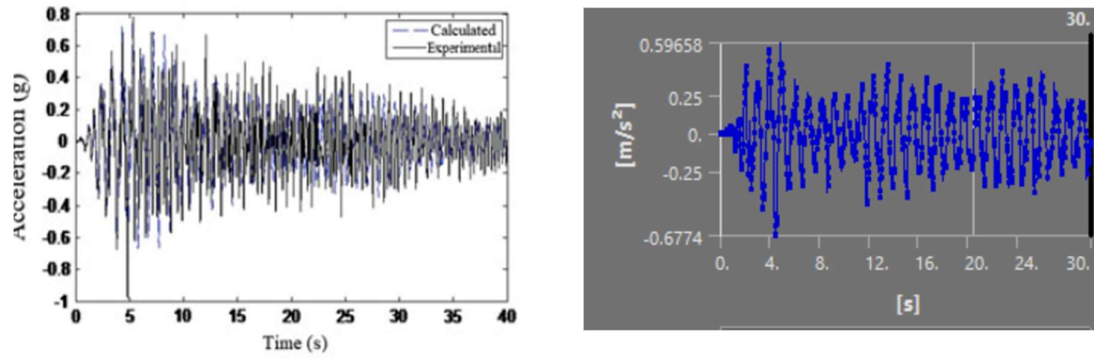 0.8
0.6
0.4
0.2
0
-0.2
-0.4
-0.6
-0.8
-1
Acceleration (g)
Calculated
Experimental
0 5 10 15 20 25 30 35 40
Time (s)
30.
0.59658
0.25
0.
-0.25
-0.6774
[m/s²]
0. 4. 8. 12. 16. 20. 24. 30.
[s]